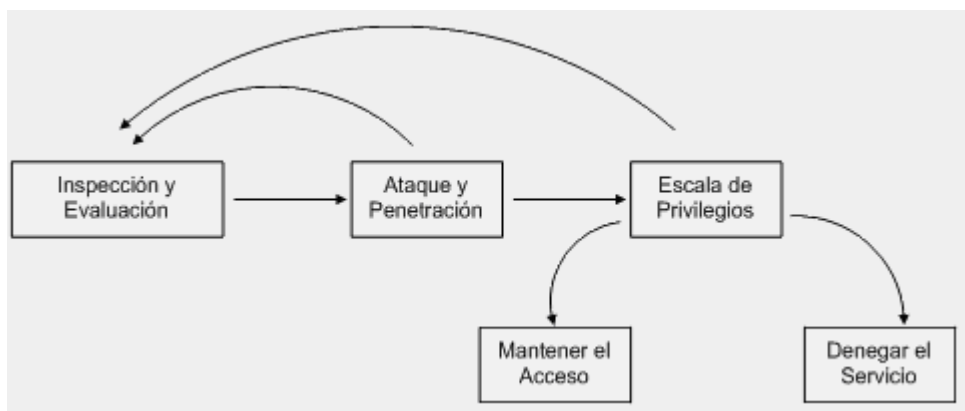 Inspección y
Evaluación
Ataque y
Penetración
Escala de
Privilegios
Mantener el
Acceso
Denegar el
Servicio